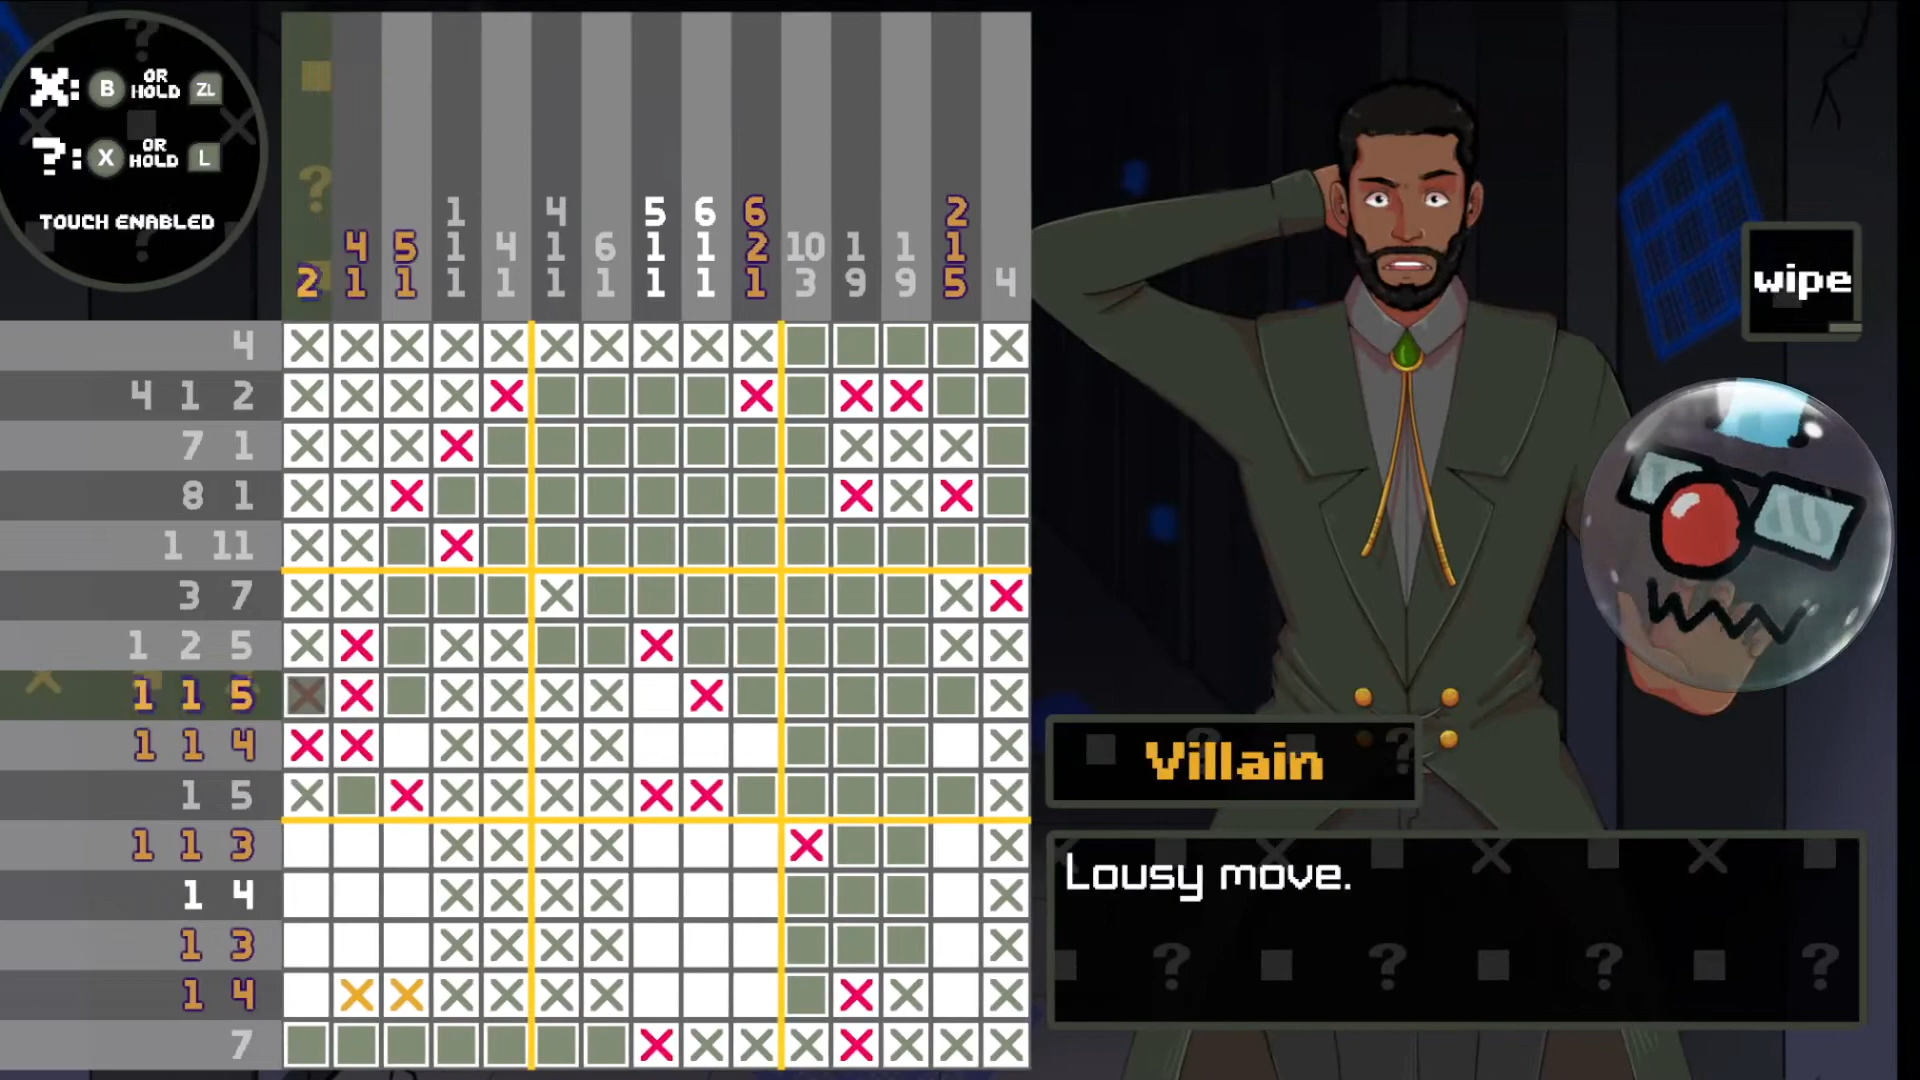 X: B OR HOLD ZL
?: X OR HOLD L
TOUCH ENABLED
1 4 5 6 6 2
4 5 1 4 1 6 1 1 2 10 1 1 1
2 1 1 1 1 1 1 1 1 1 3 9 9 5 4
4
4 1 2
7 1
8 1
1 11
3 7
1 2 5
1 1 5
1 1 4
1 5
1 1 3
1 4
1 3
1 4
7
wipe
Villain
Lousy move.